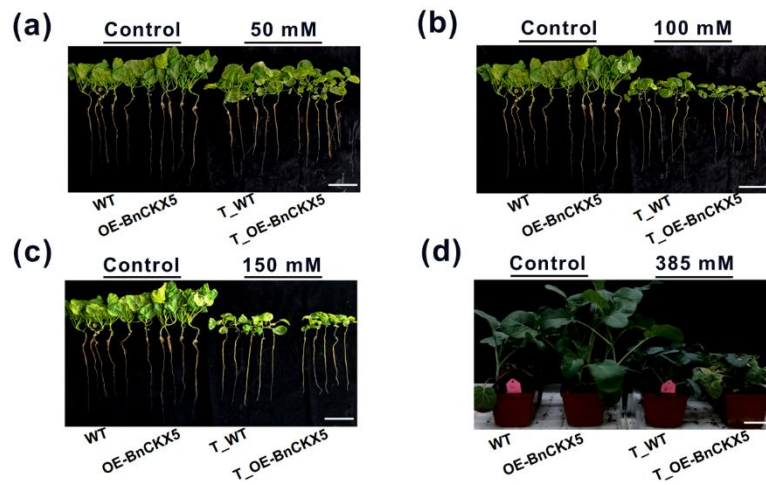 (a) Control 50 mM
WT OE-BnCKX5 T_WT T_OE-BnCKX5
(b) Control 100 mM
WT OE-BnCKX5 T_WT T_OE-BnCKX5
(c) Control 150 mM
WT OE-BnCKX5 T_WT T_OE-BnCKX5
(d) Control 385 mM
WT OE-BnCKX5 T_WT T_OE-BnCKX5